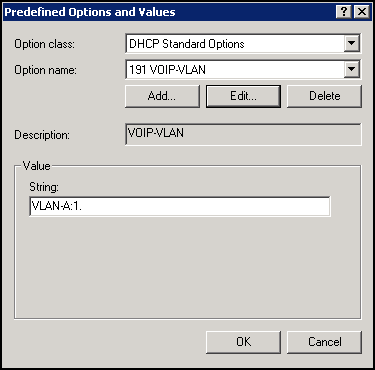 Predefined Options and Values
Option class: DHCP Standard Options
Option name: 191 VOIP-VLAN
Add... Edit... Delete
Description: VOIP-VLAN
Value
String:
VLAN-A:1.
OK Cancel